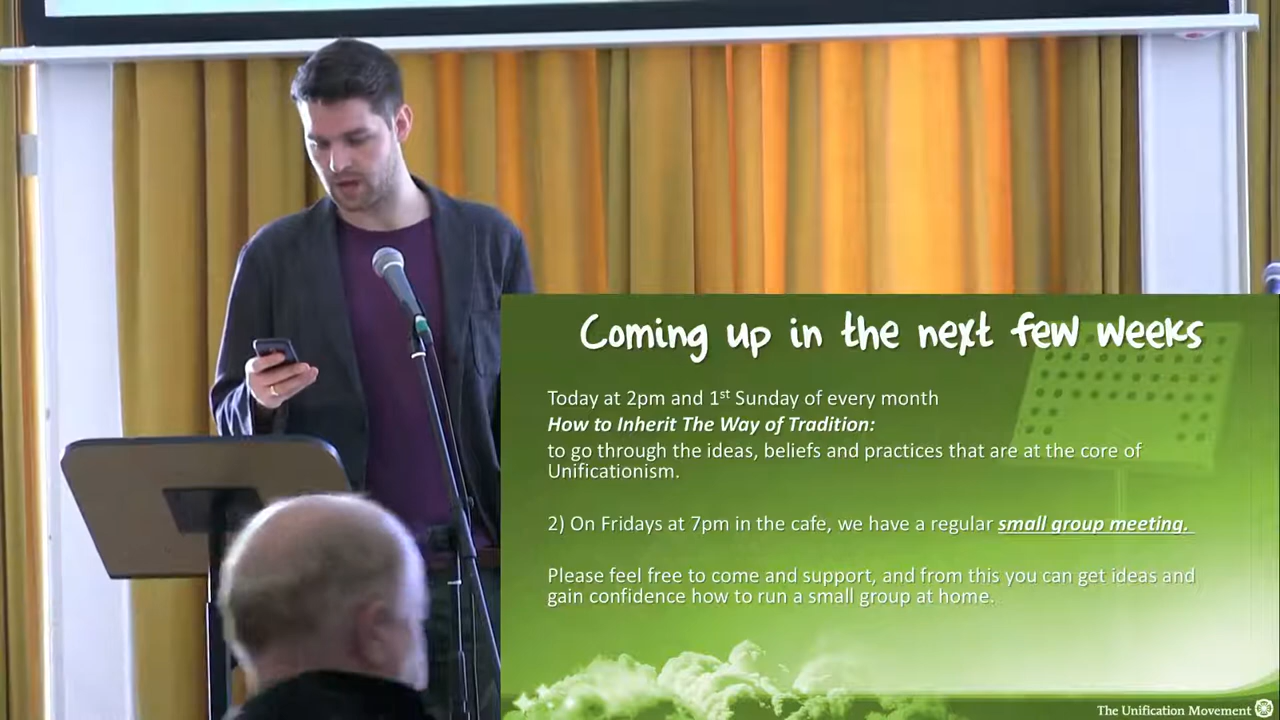 Coming up in the next few weeks
Today at 2pm and 1st Sunday of every month
How to Inherit The Way of Tradition:
to go through the ideas, beliefs and practices that are at the core of
Unificationism.
2) On Fridays at 7pm in the cafe, we have a regular small group meeting.
Please feel free to come and support, and from this you can get ideas and
gain confidence how to run a small group at home.
The Unification Movement